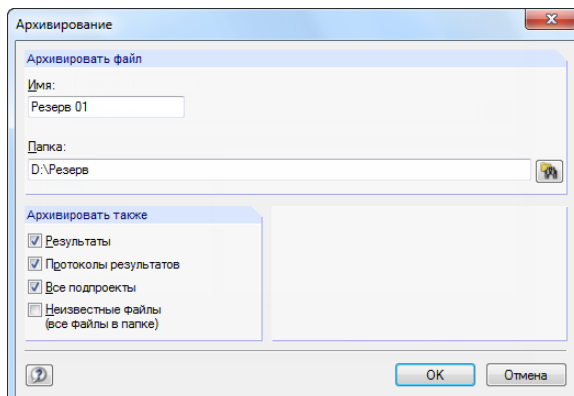 Архивирование
Архивировать файл
Имя:
Резерв 01
Папка:
D:\Резерв
Архивировать также
Результаты
Протоколы результатов
Все подпроекты
Неизвестные файлы
(все файлы в папке)
OK
Отмена